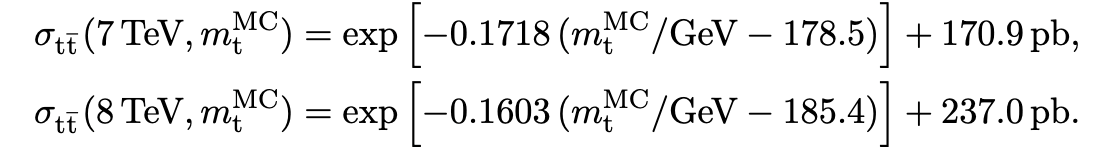 σ_{tt̄}(7 TeV, m_t^{MC}) = exp[−0.1718 (m_t^{MC}/GeV − 178.5)] + 170.9 pb,
σ_{tt̄}(8 TeV, m_t^{MC}) = exp[−0.1603 (m_t^{MC}/GeV − 185.4)] + 237.0 pb.